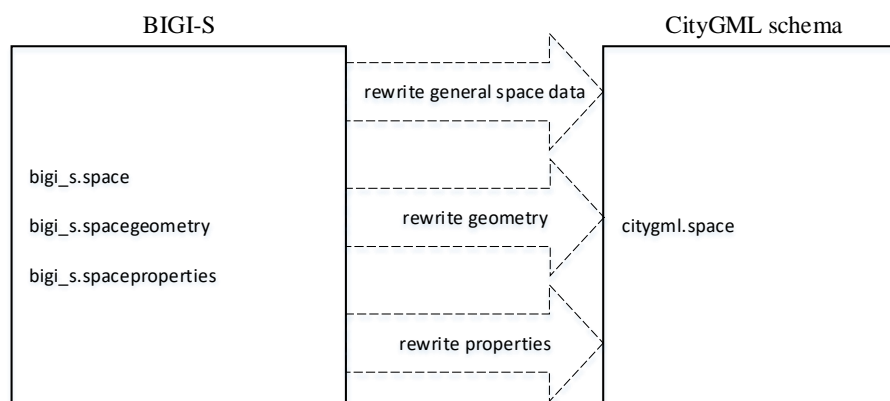 BIGI-S
CityGML schema
rewrite general space data
bigi_s.space
rewrite geometry
bigi_s.spacegeometry
citygml.space
bigi_s.spaceproperties
rewrite properties